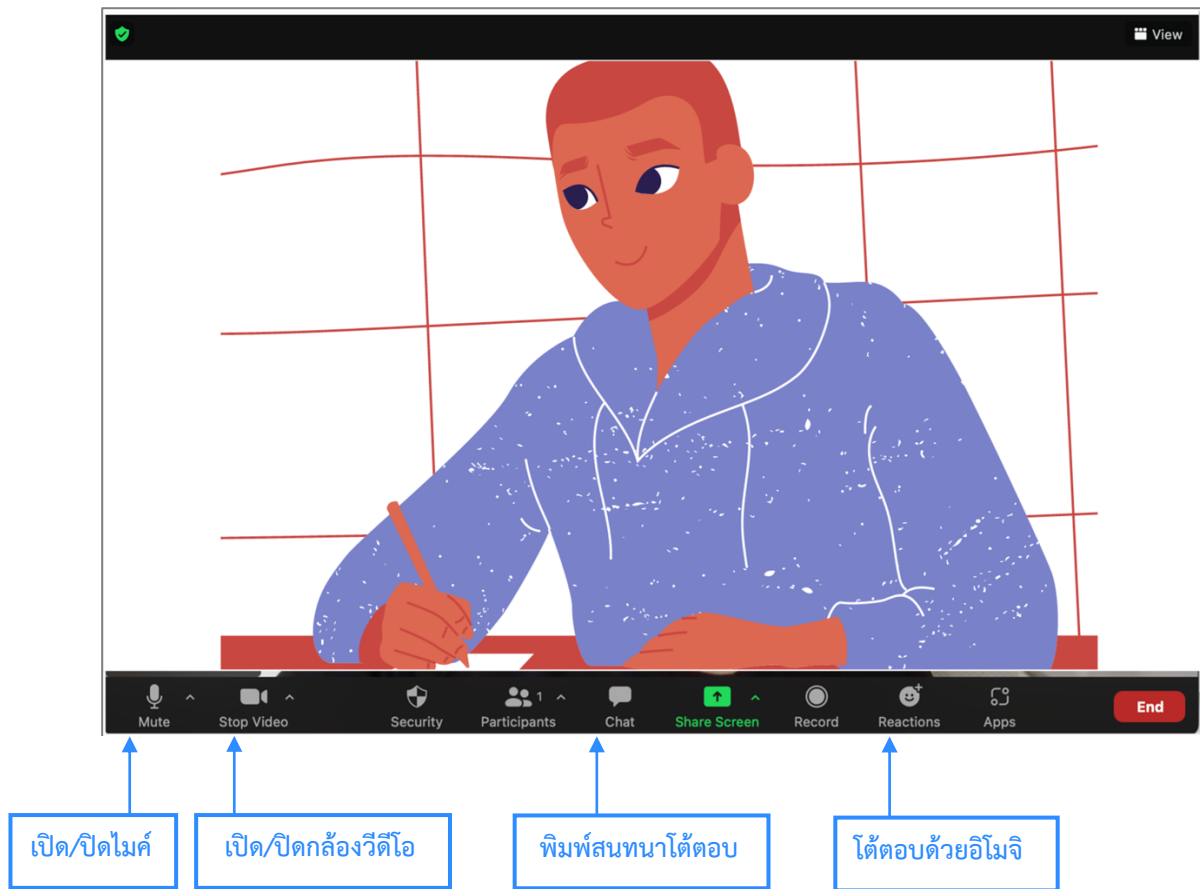 View
Mute
Stop Video
Security
Participants
1
Chat
Share Screen
Record
Reactions
Apps
End
เปิด/ปิดไมค์
เปิด/ปิดกล้องวีดีโอ
พิมพ์สนทนาโต้ตอบ
โต้ตอบด้วยอิโมจิ